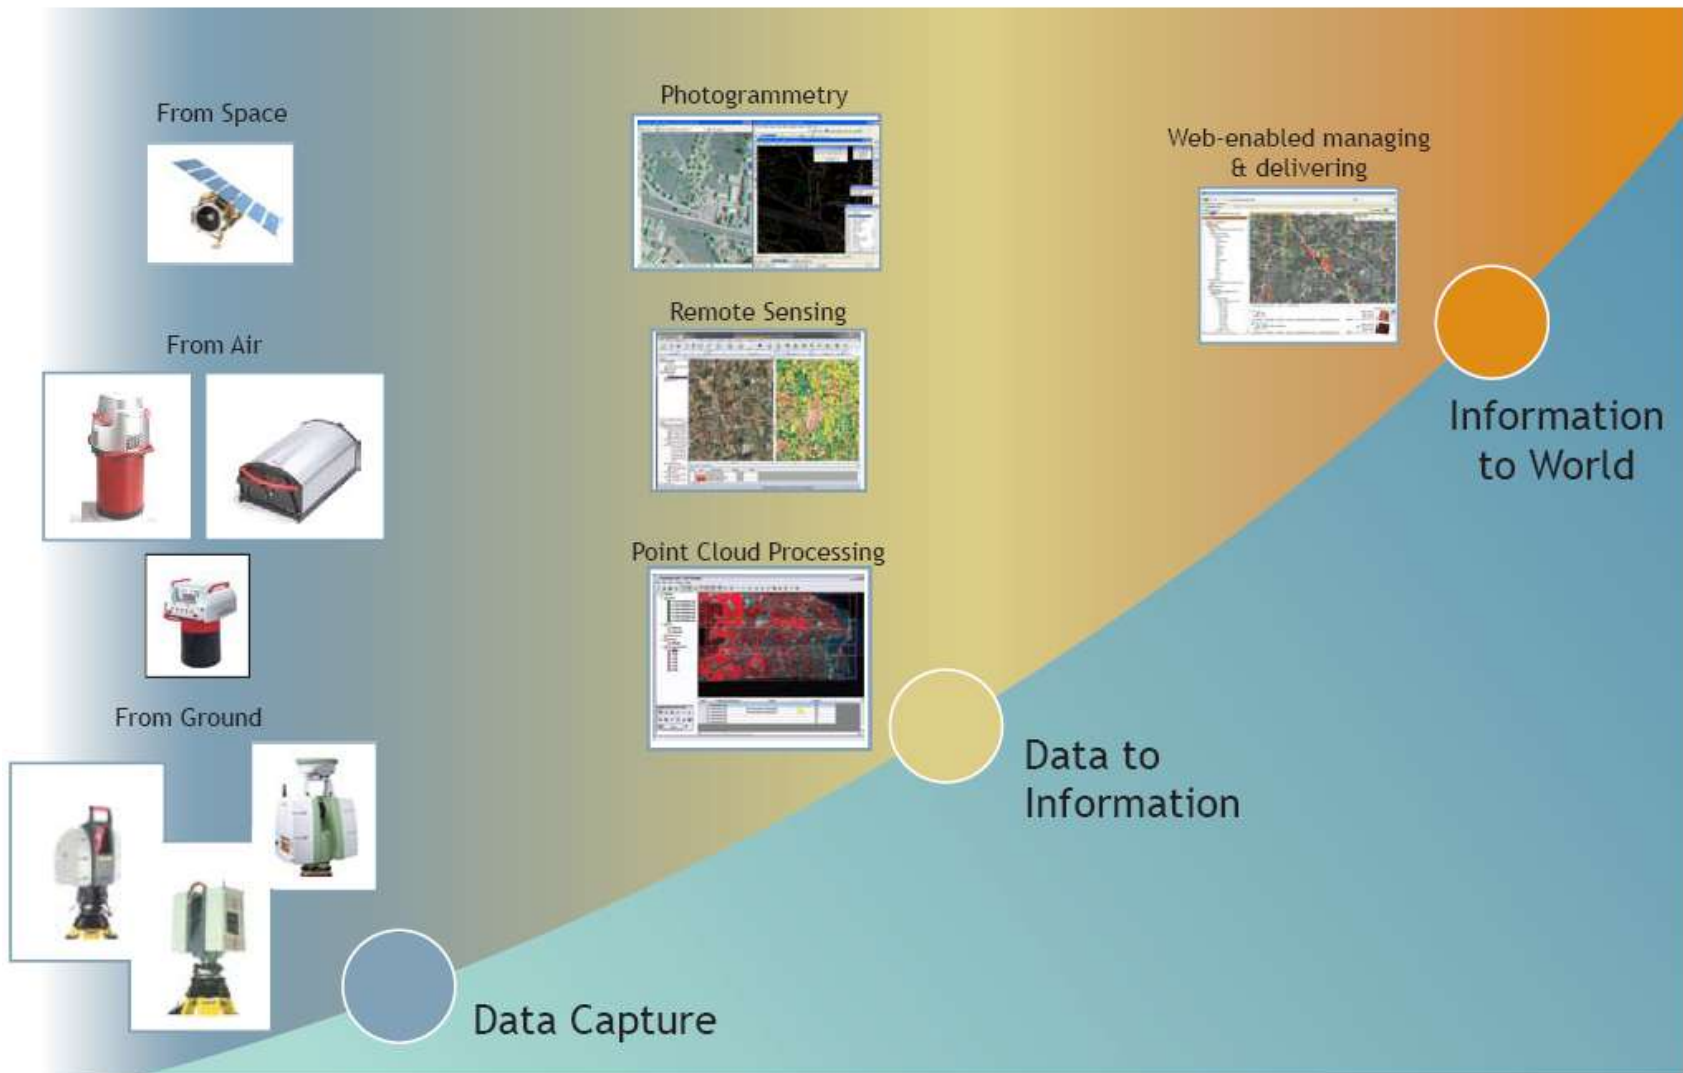 From Space
From Air
From Ground
Data Capture
Photogrammetry
Remote Sensing
Point Cloud Processing
Data to
Information
Web-enabled managing
& delivering
Information
to World